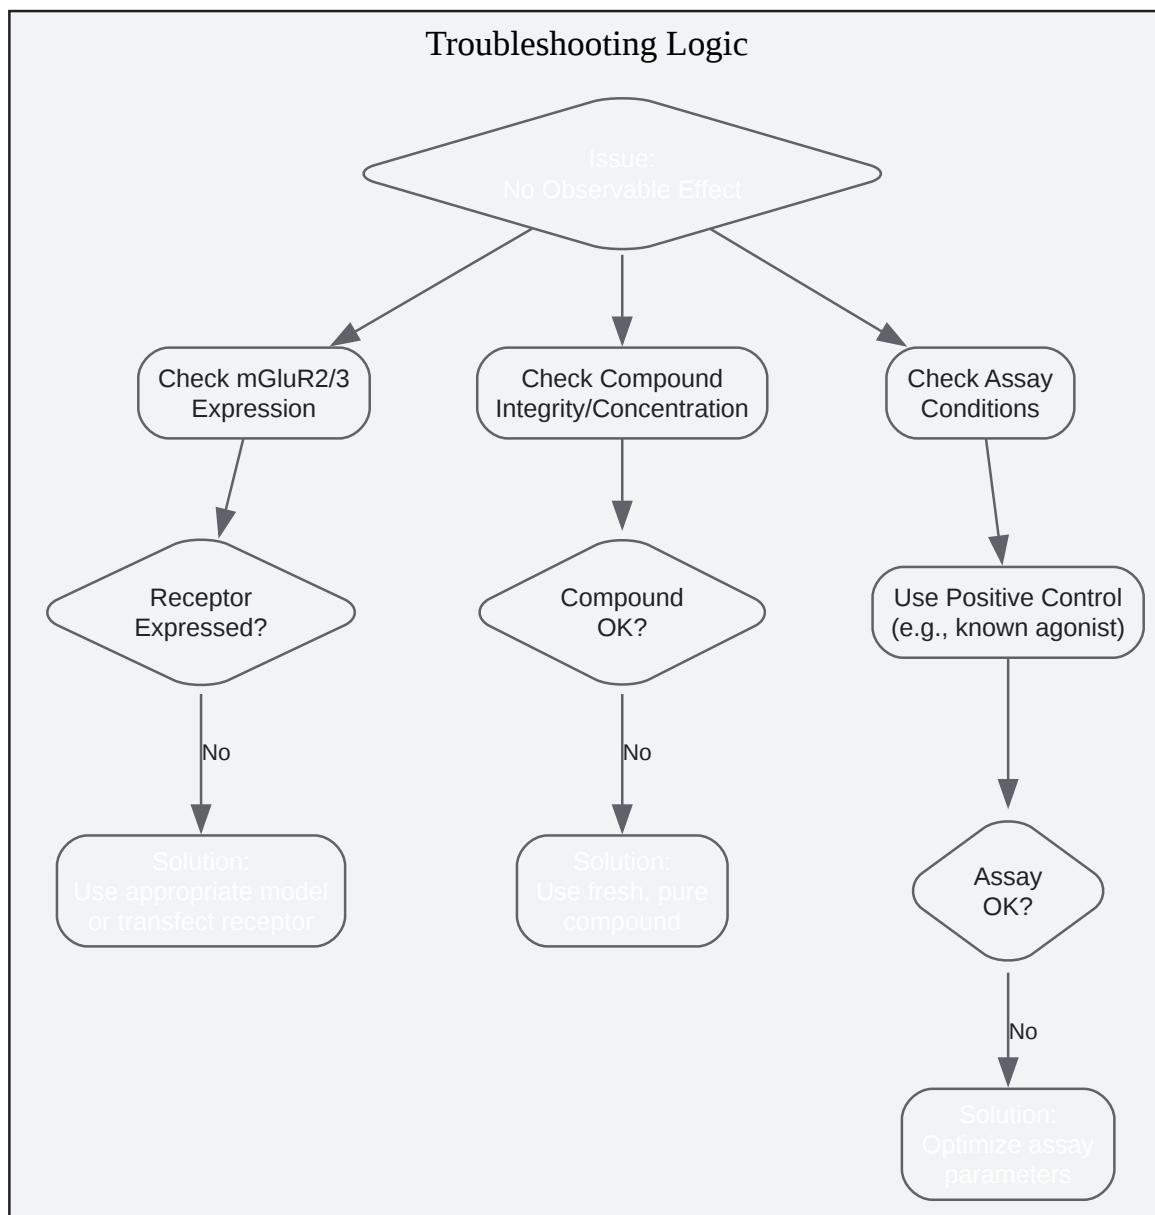 Troubleshooting Logic
Issue:
No Observable Effect
Check mGluR2/3
Expression
Check Compound
Integrity/Concentration
Check Assay
Conditions
Receptor
Expressed?
Compound
OK?
Use Positive Control
(e.g., known agonist)
No
No
Solution:
Use appropriate model
or transfect receptor
Solution:
Use fresh, pure
compound
Assay
OK?
No
Solution:
Optimize assay
parameters